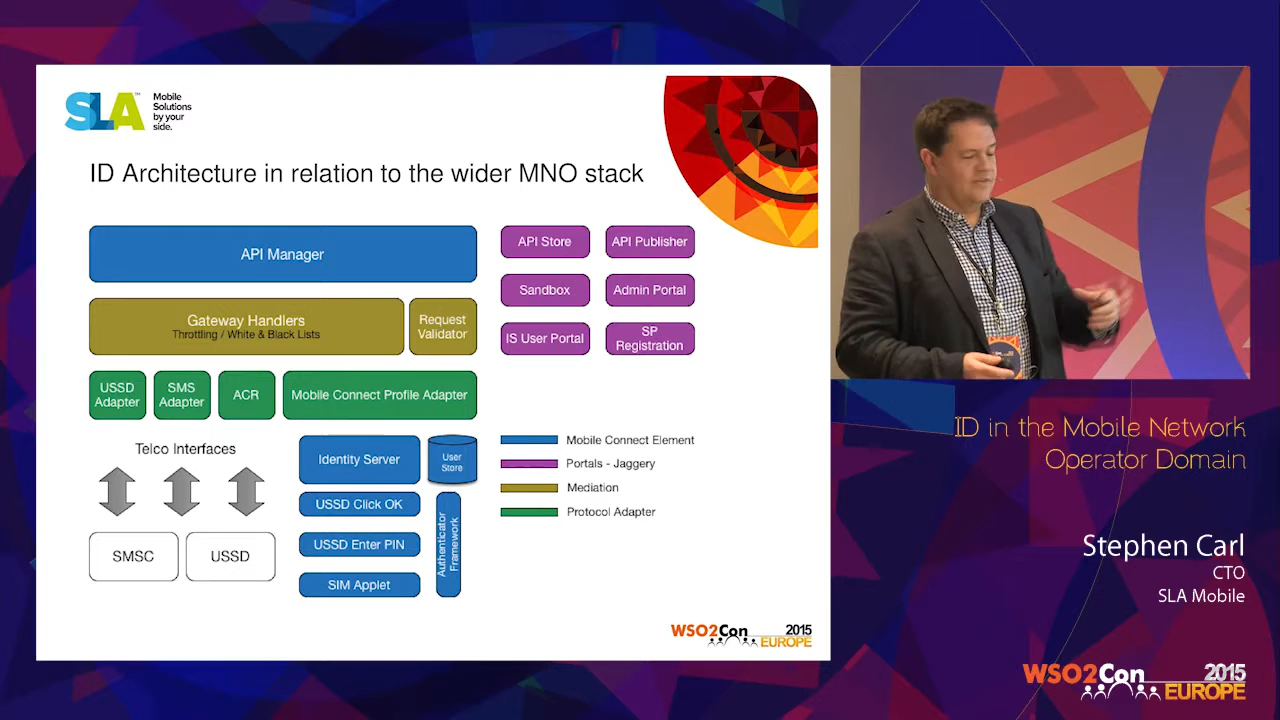 SLA™
Mobile
Solutions
by your
side.
ID Architecture in relation to the wider MNO stack
API Manager
Gateway Handlers
Throttling / White & Black Lists
Request
Validator
USSD
Adapter
SMS
Adapter
ACR
Mobile Connect Profile Adapter
Telco Interfaces
SMSC
USSD
Identity Server
User
Store
USSD Click OK
USSD Enter PIN
SIM Applet
Authenticator
Framework
API Store
API Publisher
Sandbox
Admin Portal
IS User Portal
SP
Registration
Mobile Connect Element
Portals - Jaggery
Mediation
Protocol Adapter
WSO2Con 2015
EUROPE
ID in the Mobile Network
Operator Domain
Stephen Carl
CTO
SLA Mobile
WSO2Con 2015
EUROPE